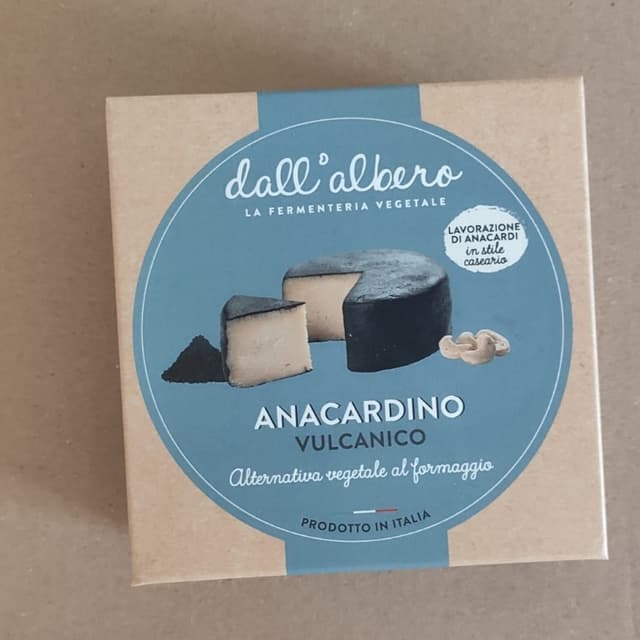 dall'albero
LA FERMENTERIA VEGETALE
LAVORAZIONE
DI ANACARDI
in stile
caseario
ANACARDINO
VULCANICO
Alternativa vegetale al formaggio
PRODOTTO IN ITALIA